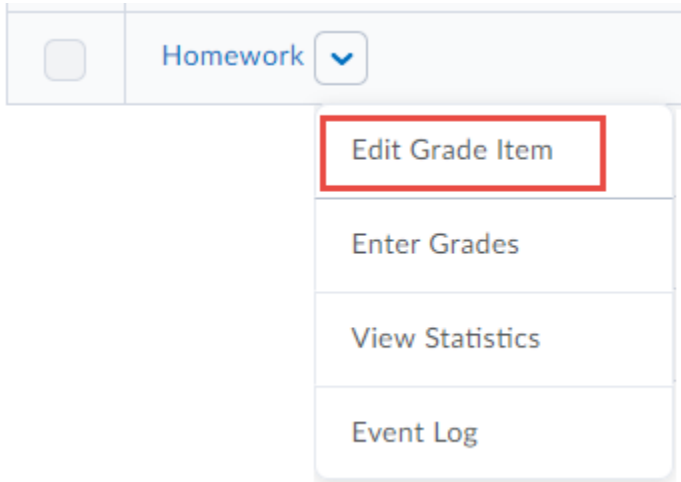 Homework
Edit Grade Item
Enter Grades
View Statistics
Event Log